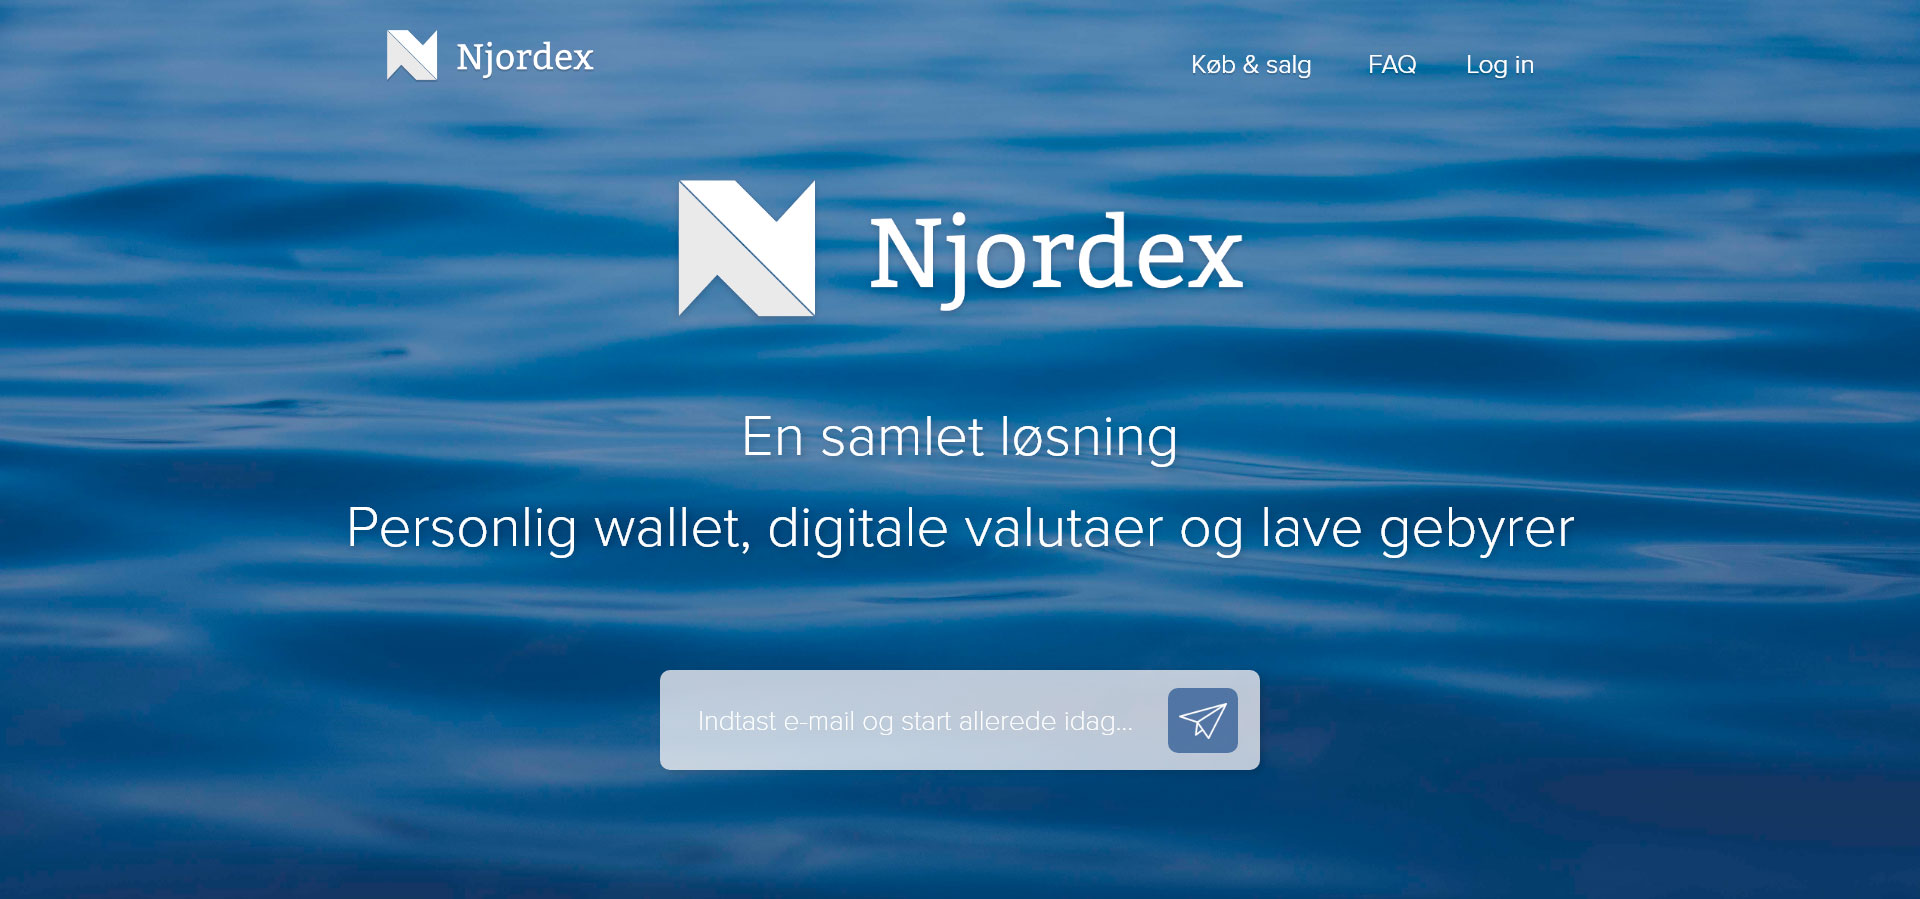 Njordex
Køb & salg FAQ Log in
Njordex
En samlet løsning
Personlig wallet, digitale valutaer og lave gebyrer
Indtast e-mail og start allerede idag...